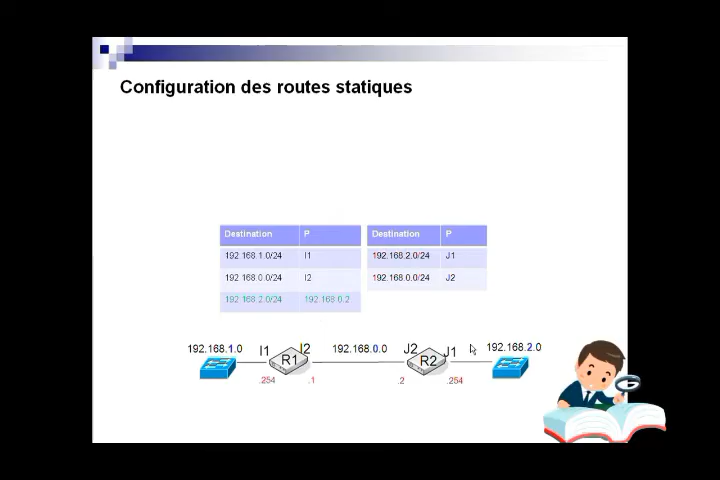 Configuration des routes statiques
Destination P
192.168.1.0/24 I1
192.168.0.0/24 I2
192.168.2.0/24 192.168.0.2
Destination P
192.168.2.0/24 J1
192.168.0.0/24 J2
192.168.1.0 I1 I2 192.168.0.0 J2 J1 192.168.2.0
R1 R2
.254 .1 .2 .254